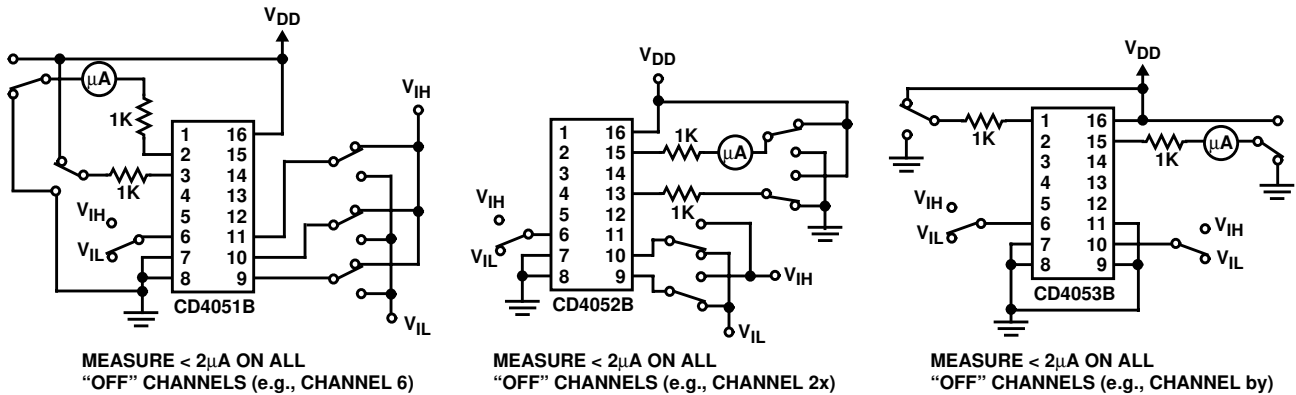 VDD
μA
1K
1K
1
2
3
4
5
6
7
8
16
15
14
13
12
11
10
9
VIH
VIL
VIH
VIL
CD4051B
MEASURE < 2μA ON ALL
“OFF” CHANNELS (e.g., CHANNEL 6)
VDD
1
2
3
4
5
6
7
8
16
15
14
13
12
11
10
9
1K
μA
1K
VIH
VIL
VIH
VIL
CD4052B
MEASURE < 2μA ON ALL
“OFF” CHANNELS (e.g., CHANNEL 2x)
VDD
1K
1
2
3
4
5
6
7
8
16
15
14
13
12
11
10
9
1K
μA
VIH
VIL
VIH
VIL
CD4053B
MEASURE < 2μA ON ALL
“OFF” CHANNELS (e.g., CHANNEL by)